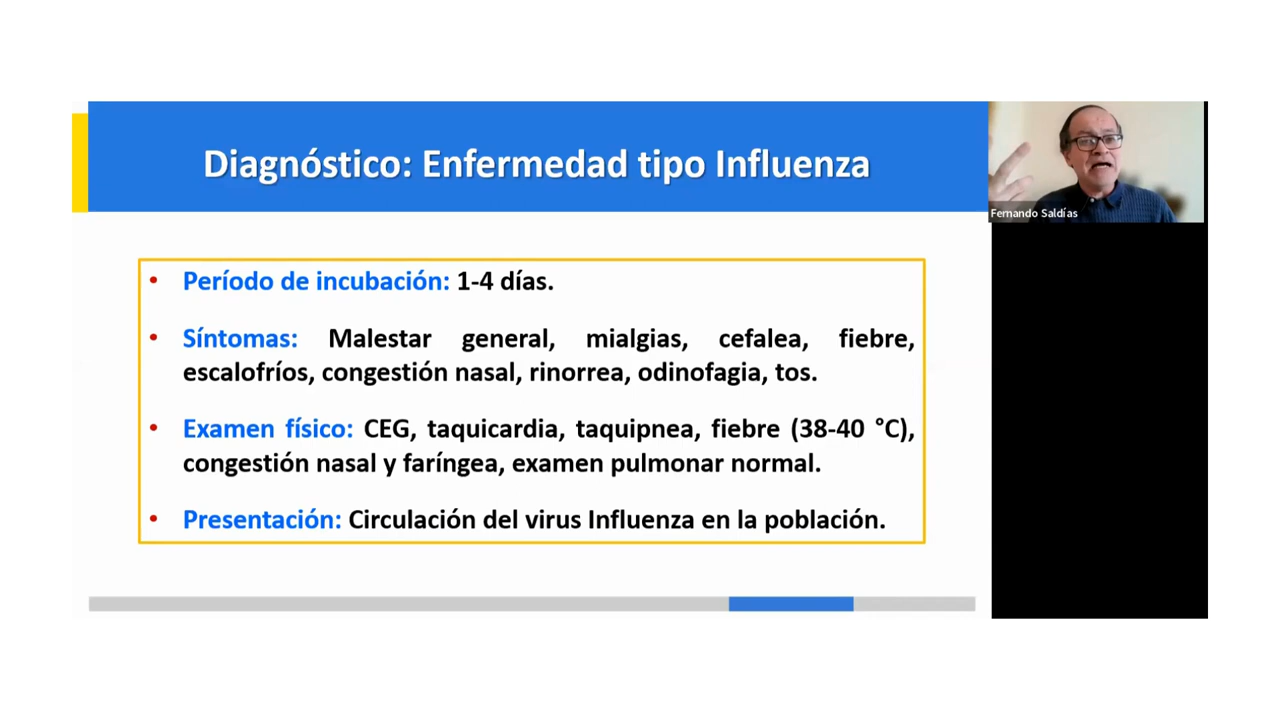 Diagnóstico: Enfermedad tipo Influenza
Fernando Saldías
• Período de incubación: 1-4 días.
• Síntomas: Malestar general, mialgias, cefalea, fiebre,
escalofríos, congestión nasal, rinorrea, odinofagia, tos.
• Examen físico: CEG, taquicardia, taquipnea, fiebre (38-40 °C),
congestión nasal y faríngea, examen pulmonar normal.
• Presentación: Circulación del virus Influenza en la población.